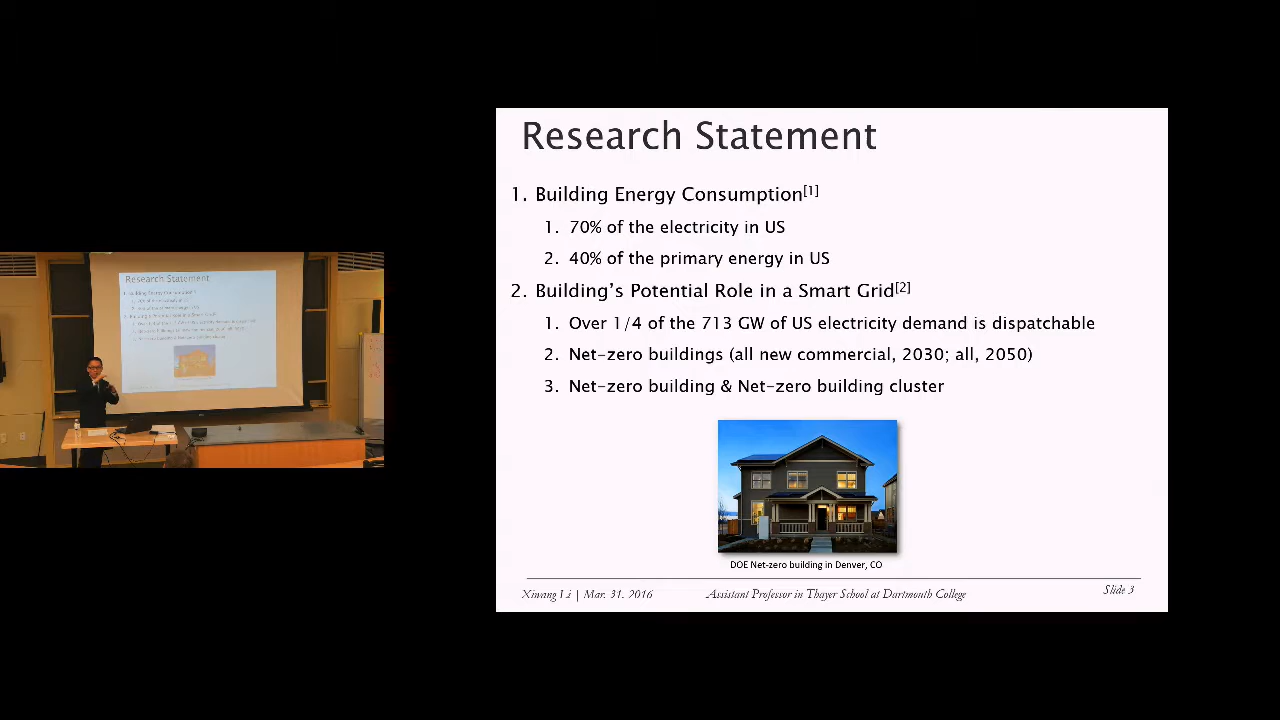 Research Statement
1. Building Energy Consumption[1]
1. 70% of the electricity in US
2. 40% of the primary energy in US
2. Building’s Potential Role in a Smart Grid[2]
1. Over 1/4 of the 713 GW of US electricity demand is dispatchable
2. Net-zero buildings (all new commercial, 2030; all, 2050)
3. Net-zero building & Net-zero building cluster
DOE Net-zero building in Denver, CO
Xiwang Li | Mar. 31. 2016 Assistant Professor in Thayer School at Dartmouth College Slide 3
Research Statement